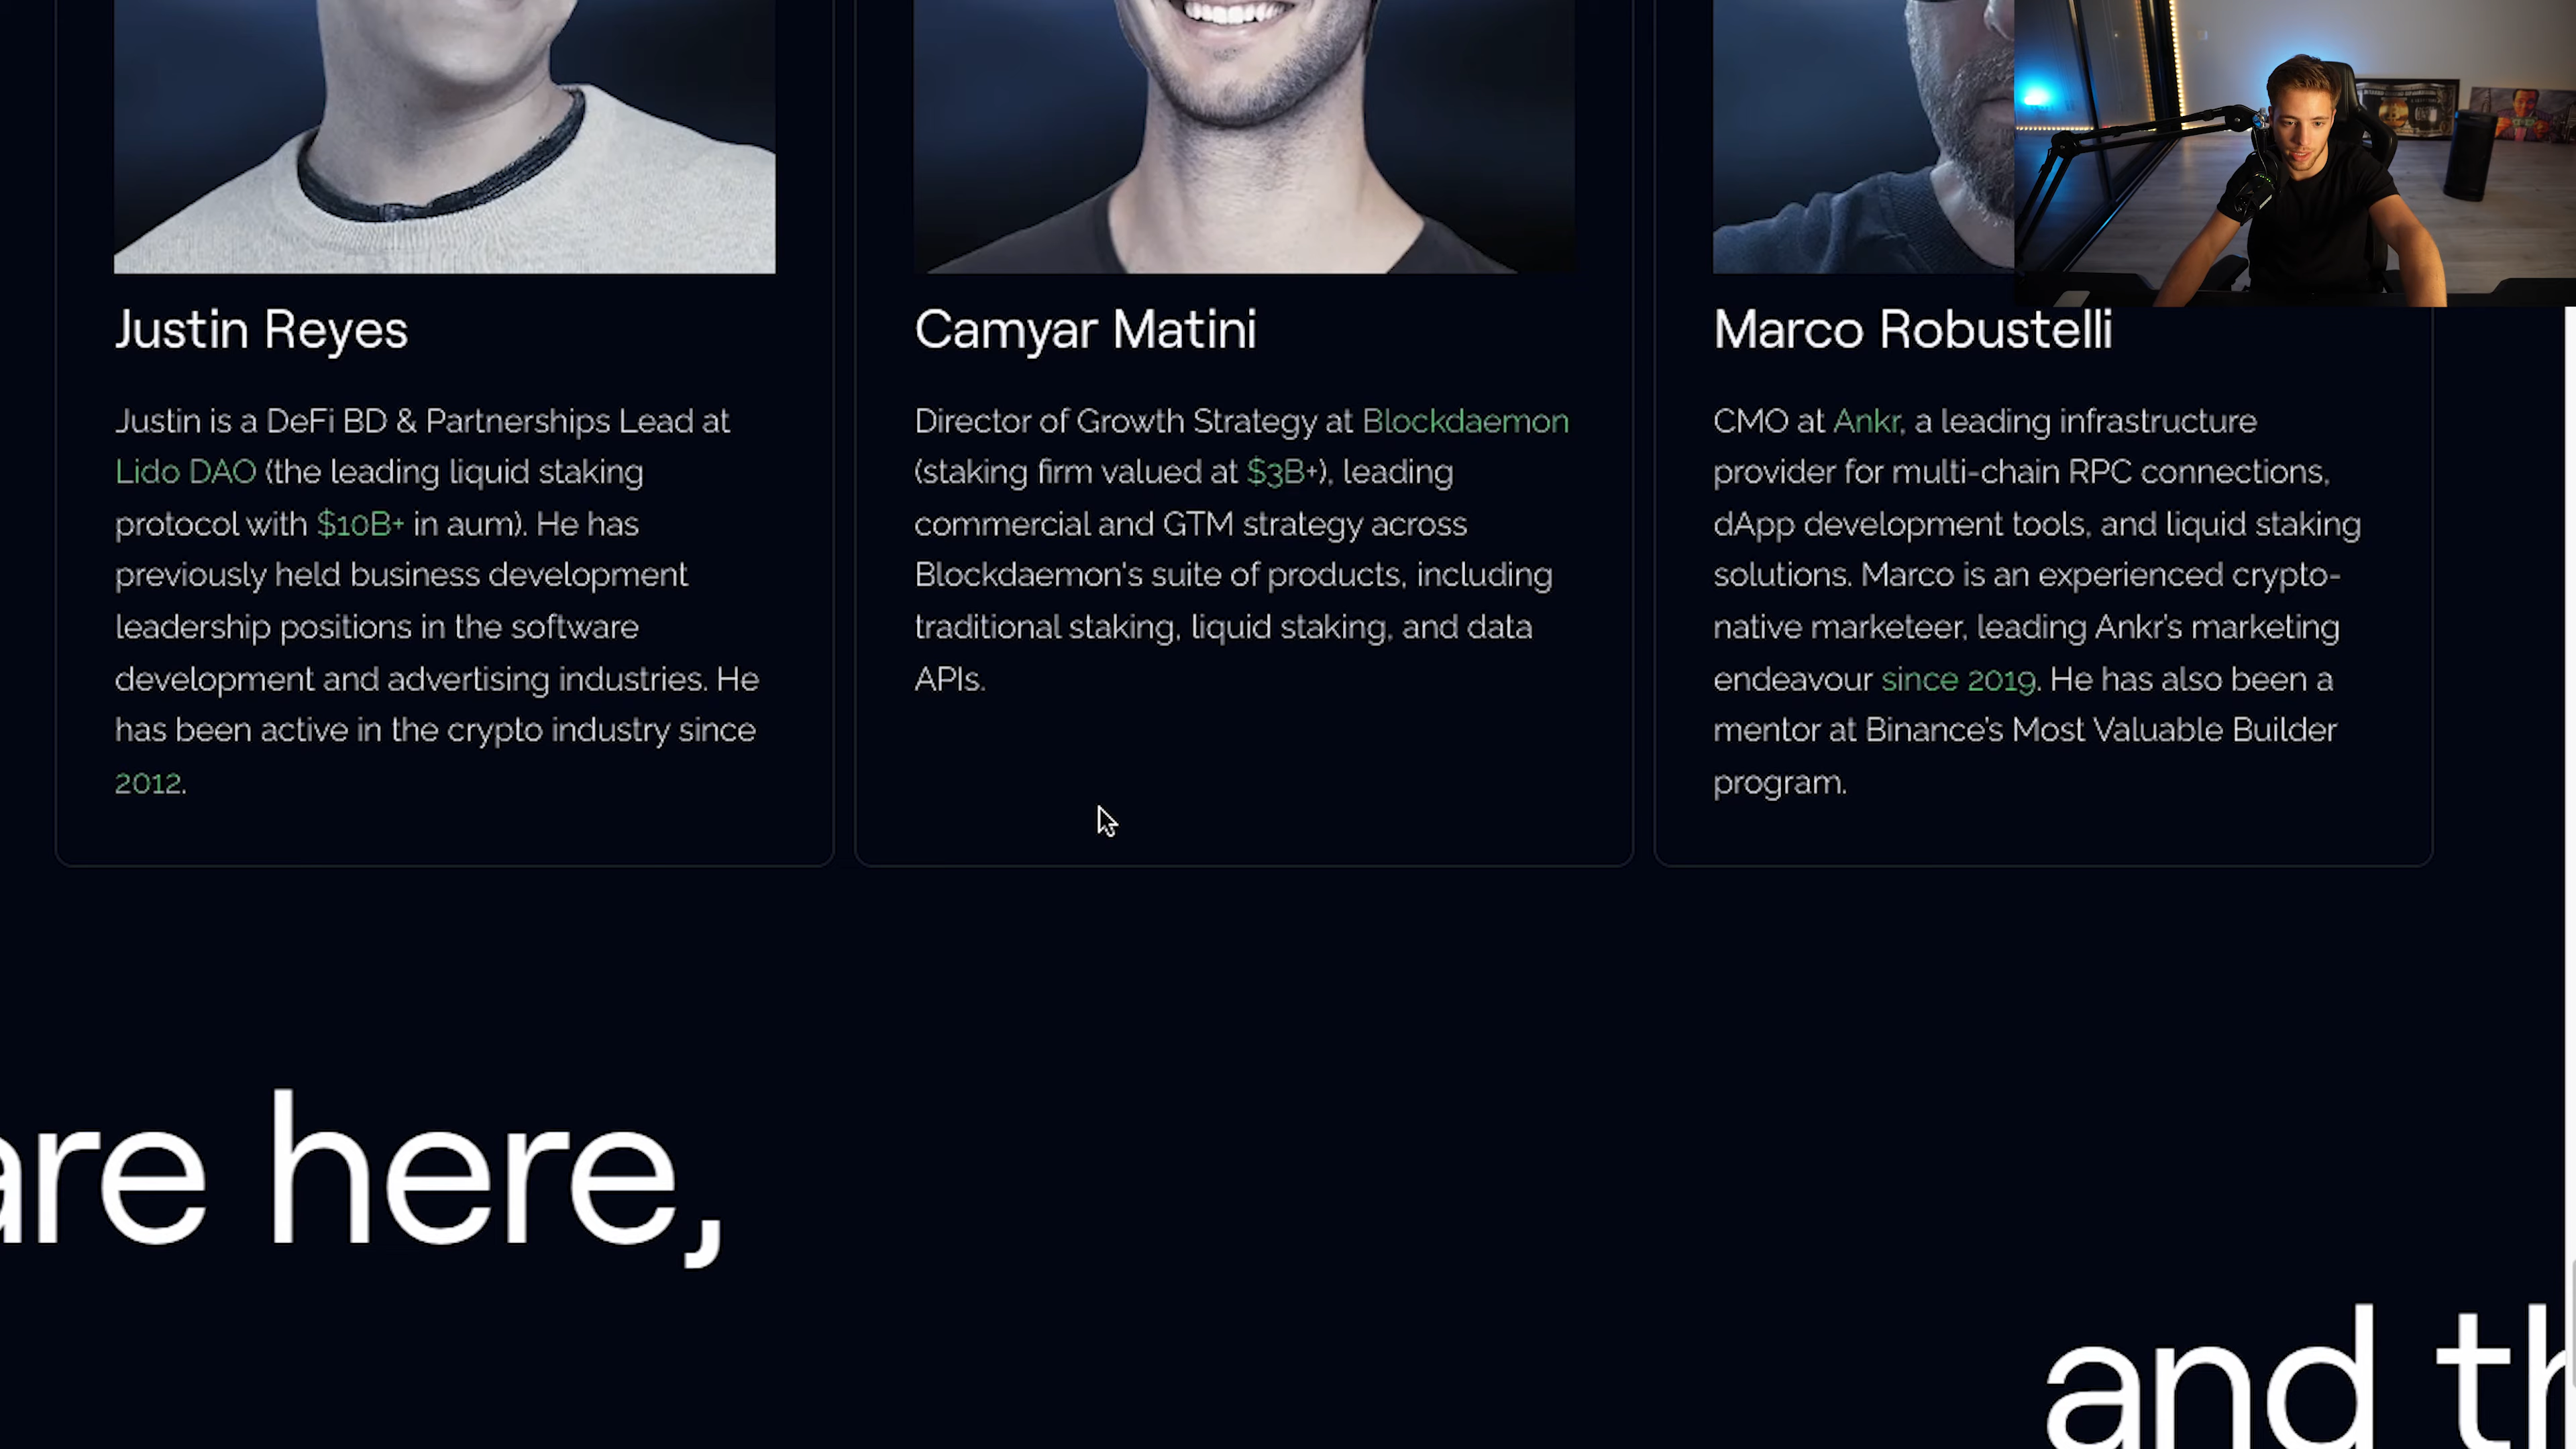 Justin Reyes
Justin is a DeFi BD & Partnerships Lead at
Lido DAO (the leading liquid staking
protocol with $10B+ in aum). He has
previously held business development
leadership positions in the software
development and advertising industries. He
has been active in the crypto industry since
2012.
Camyar Matini
Director of Growth Strategy at Blockdaemon
(staking firm valued at $3B+), leading
commercial and GTM strategy across
Blockdaemon's suite of products, including
traditional staking, liquid staking, and data
APIs.
Marco Robustelli
CMO at Ankr, a leading infrastructure
provider for multi-chain RPC connections,
dApp development tools, and liquid staking
solutions. Marco is an experienced crypto-
native marketeer, leading Ankr's marketing
endeavour since 2019. He has also been a
mentor at Binance's Most Valuable Builder
program.
are here,
and th